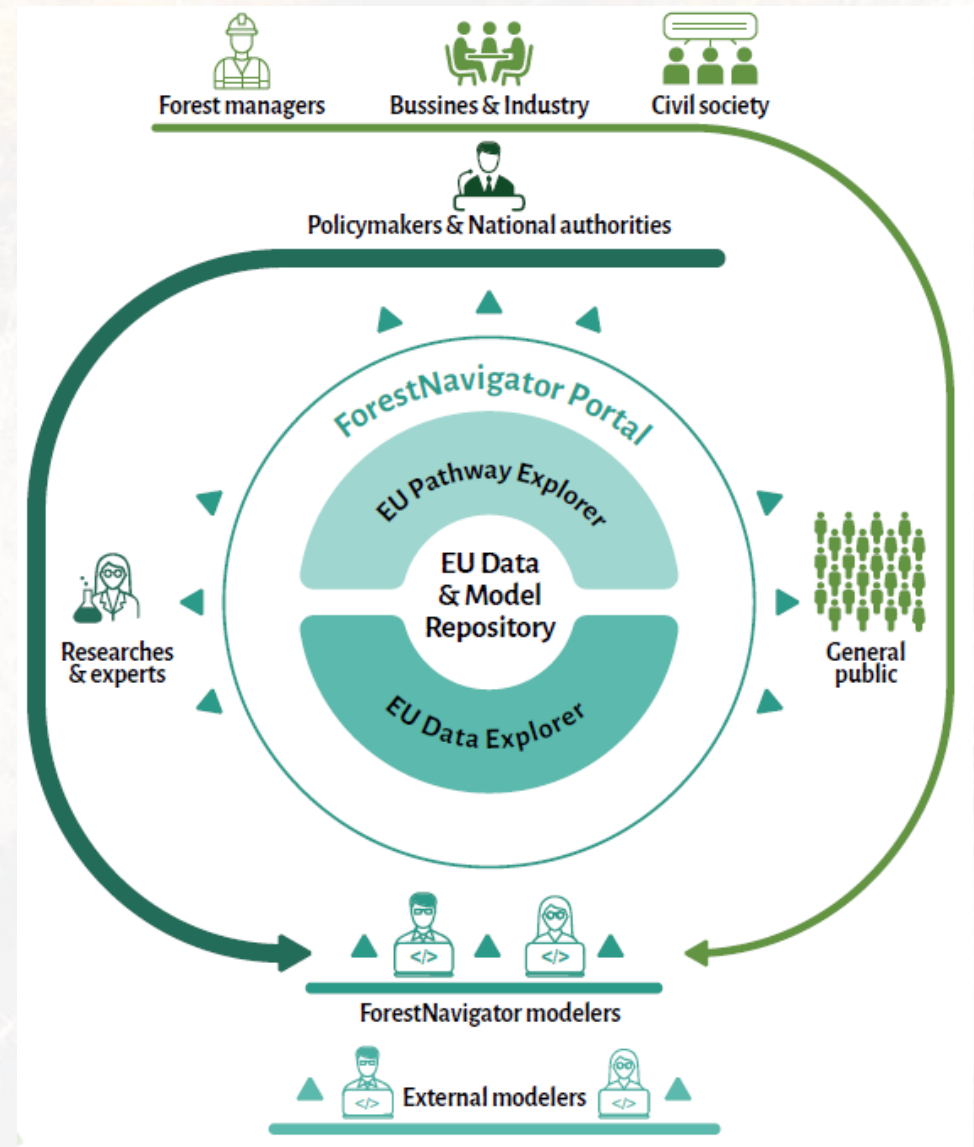 Forest managers
Bussines & Industry
Civil society
Policymakers & National authorities
ForestNavigator Portal
EU Pathway Explorer
EU Data
& Model
Repository
EU Data Explorer
Researches
& experts
General
public
</>
</>
ForestNavigator modelers
</>
External modelers
</>